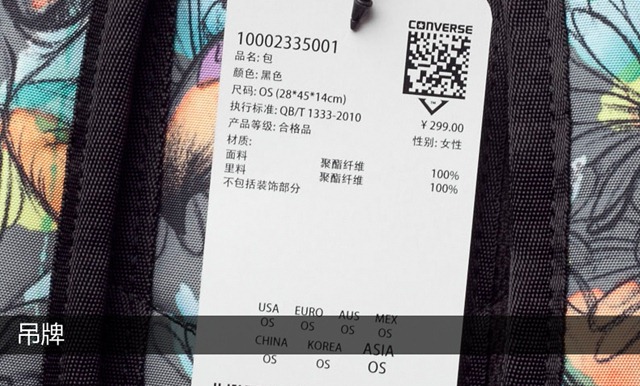 CONVERSE
10002335001
品名: 包
颜色: 黑色
尺码: OS (28*45*14cm)
执行标准: QB/T 1333-2010
产品等级: 合格品
¥ 299.00
性别: 女性
材质:
面料 聚酯纤维 100%
里料 聚酯纤维 100%
不包括装饰部分
USA EURO AUS MEX
OS OS OS OS
CHINA KOREA ASIA
OS OS OS
吊牌